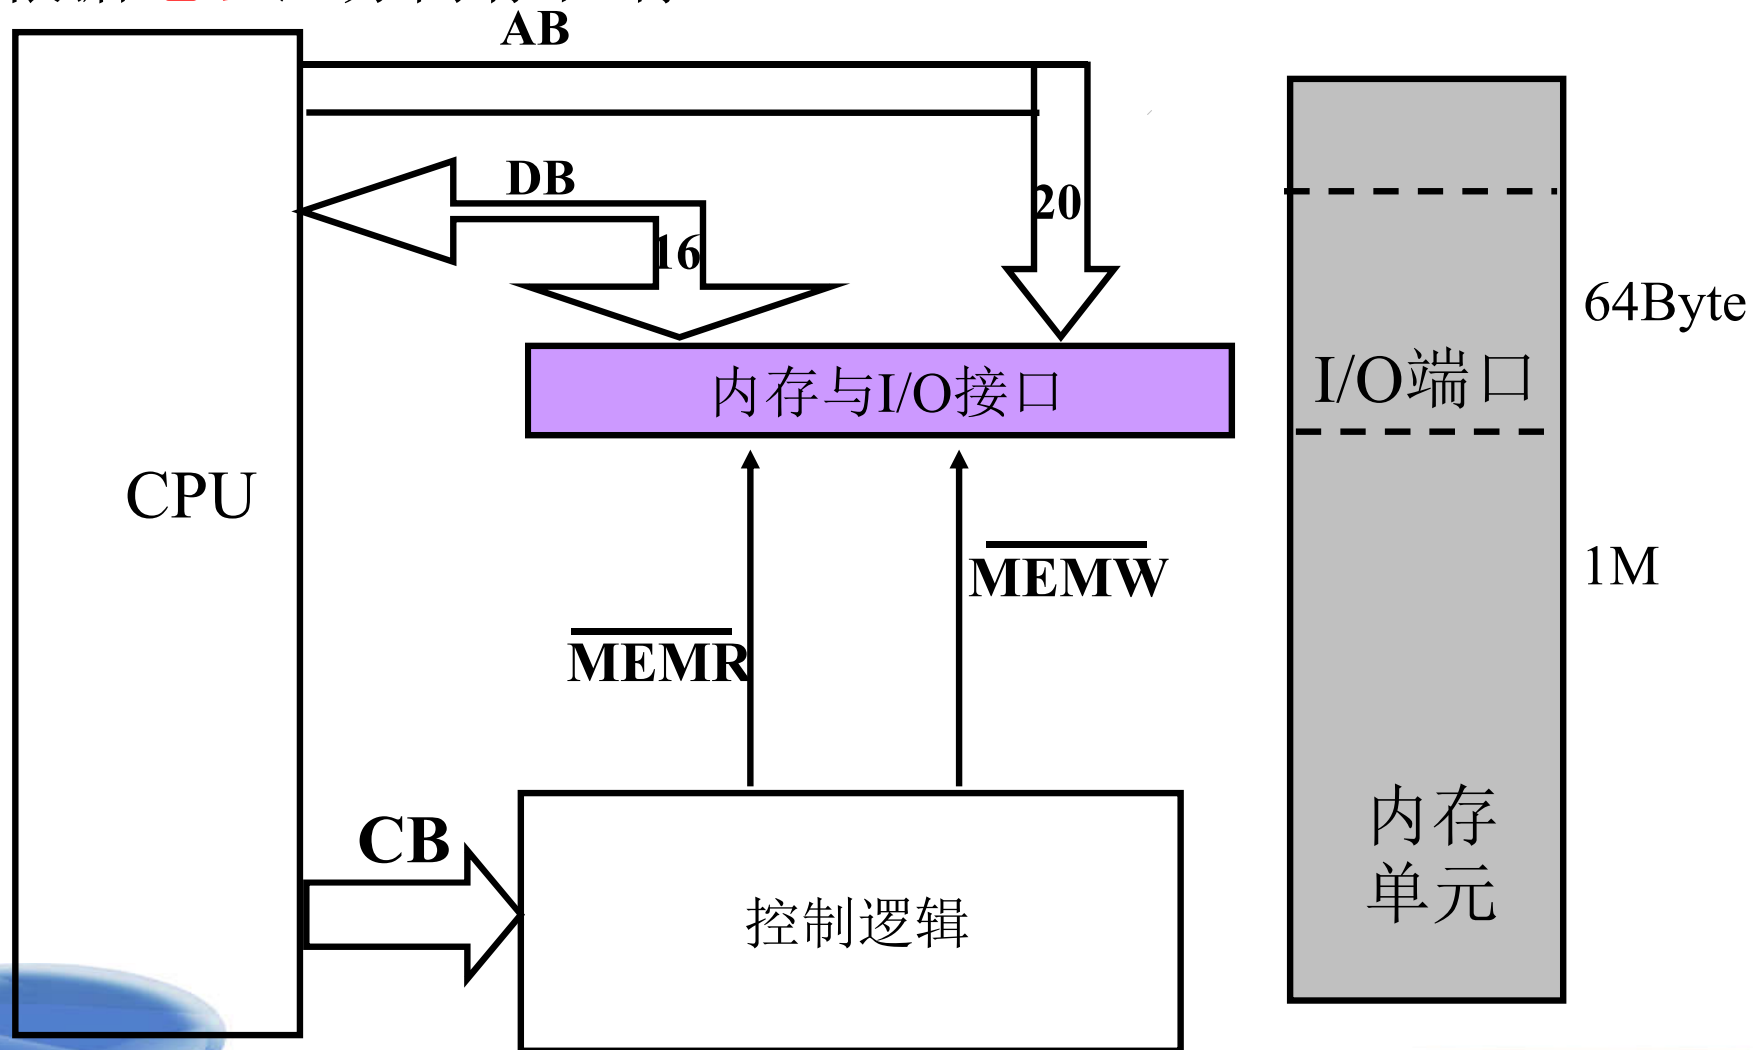 AB
DB
20
16
64Byte
内存与I/O接口
I/O端口
CPU
MEMW
1M
MEMR
内存
单元
CB
控制逻辑